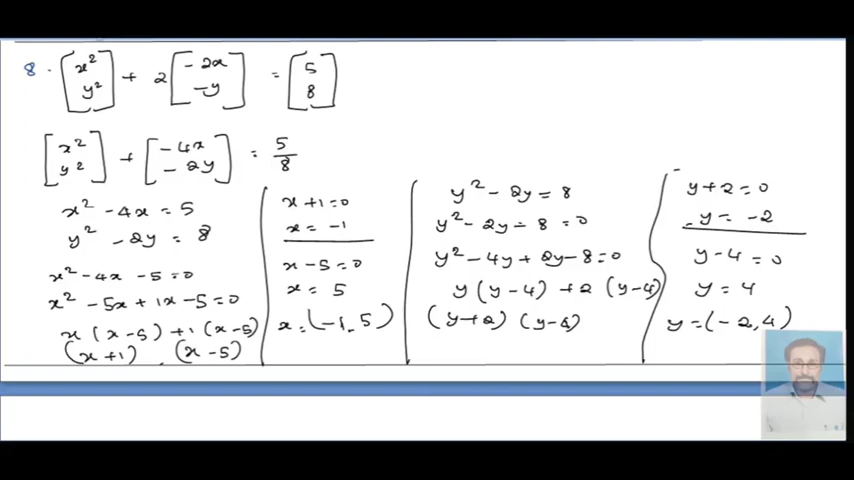 8. [x² y²] + 2 [-2x -y] = [5 8]
[x² y²] + [-4x -2y] = 5/8
x² - 4x = 5
y² - 2y = 8
x² - 4x - 5 = 0
x² - 5x + 1x - 5 = 0
x (x-5) + 1 (x-5)
(x+1) . (x-5)
x+1 = 0
x = -1
x-5 = 0
x = 5
x = (-1, 5)
y² - 2y = 8
y² - 2y - 8 = 0
y² - 4y + 2y - 8 = 0
y (y-4) + 2 (y-4)
(y+2) (y-4)
y+2 = 0
y = -2
y-4 = 0
y = 4
y = (-2, 4)